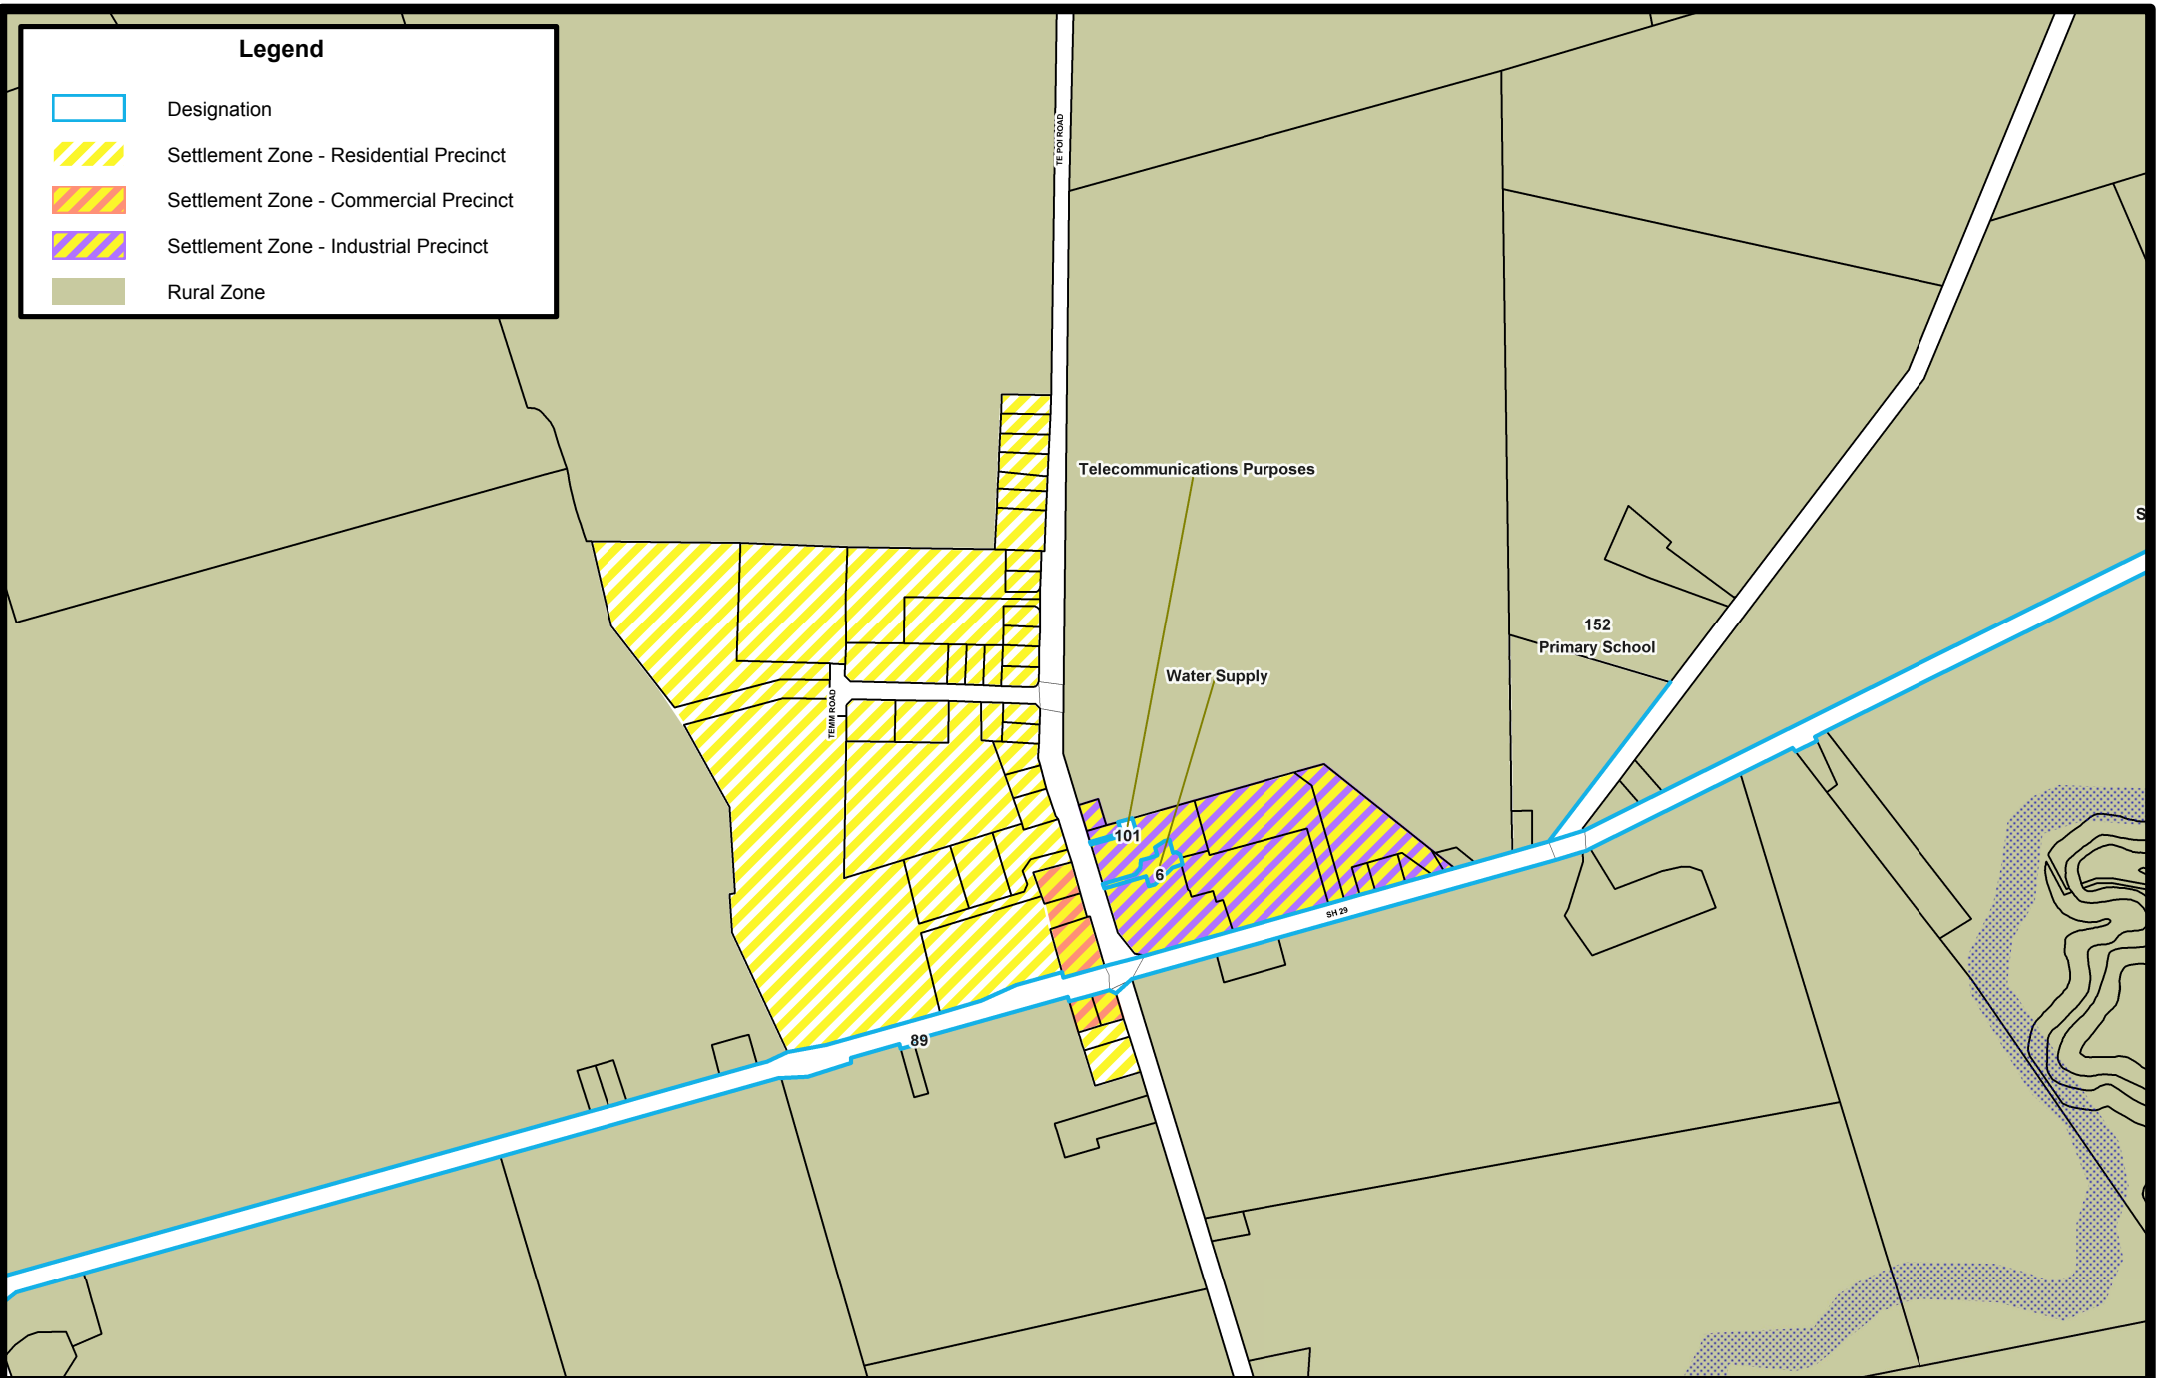 Legend
Designation
Settlement Zone - Residential Precinct
Settlement Zone - Commercial Precinct
Settlement Zone - Industrial Precinct
Rural Zone
TE POI ROAD
Telecommunications Purposes
S
152
Primary School
Water Supply
TEMM ROAD
101
6
SH 29
89